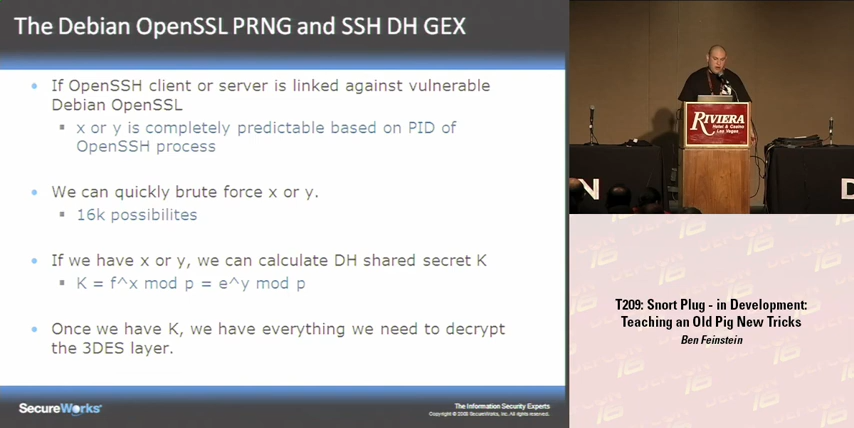 The Debian OpenSSL PRNG and SSH DH GEX
If OpenSSH client or server is linked against vulnerable
Debian OpenSSL
x or y is completely predictable based on PID of
OpenSSH process
We can quickly brute force x or y.
16k possibilites
If we have x or y, we can calculate DH shared secret K
K = f^x mod p = e^y mod p
Once we have K, we have everything we need to decrypt
the 3DES layer.
SecureWorks
The Information Security Experts
Copyright © 2008 SecureWorks, Inc. All rights reserved.
RIVIERA
Hotel & Casino
Las Vegas
N
D
T209: Snort Plug - in Development:
Teaching an Old Pig New Tricks
Ben Feinstein